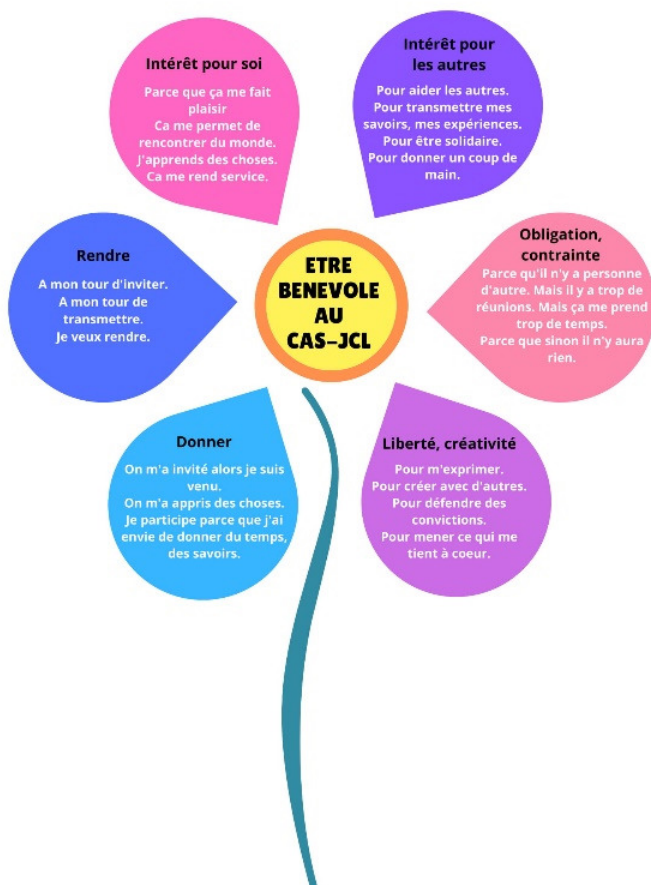 Intérêt pour soi
Parce que ça me fait
plaisir
Ca me permet de
rencontrer du monde.
J'apprends des choses.
Ca me rend service.
Intérêt pour
les autres
Pour aider les autres.
Pour transmettre mes
savoirs, mes expériences.
Pour être solidaire.
Pour donner un coup de
main.
Rendre
A mon tour d'inviter.
A mon tour de
transmettre.
Je veux rendre.
ETRE
BENEVOLE
AU
CAS-JCL
Obligation,
contrainte
Parce qu'il n'y a personne
d'autre. Mais il y a trop de
réunions. Mais ça me prend
trop de temps.
Parce que sinon il n'y aura
rien.
Donner
On m'a invité alors je suis
venu.
On m'a appris des choses.
Je participe parce que j'ai
envie de donner du temps,
des savoirs.
Liberté, créativité
Pour m'exprimer.
Pour créer avec d'autres.
Pour défendre des
convictions.
Pour mener ce qui me
tient à coeur.